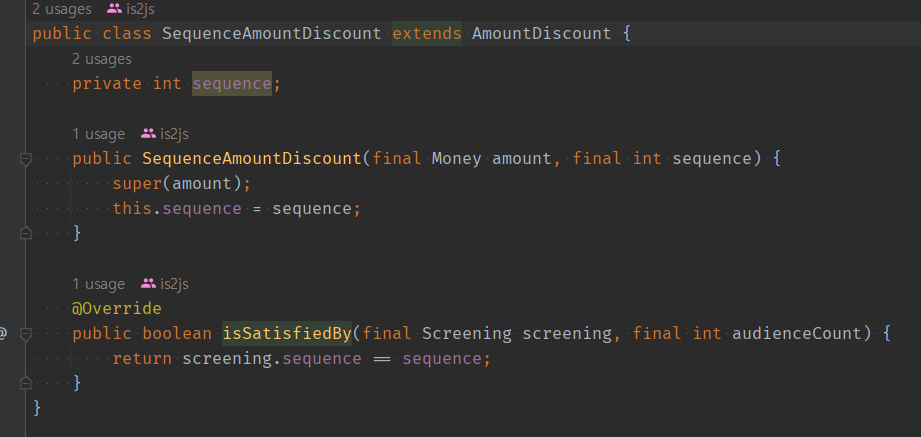 2 usages is2js
public class SequenceAmountDiscount extends AmountDiscount {
2 usages
private int sequence;
1 usage is2js
public SequenceAmountDiscount(final Money amount, final int sequence) {
super(amount);
this.sequence = sequence;
}
1 usage is2js
@Override
public boolean isSatisfiedBy(final Screening screening, final int audienceCount) {
return screening.sequence == sequence;
}
}